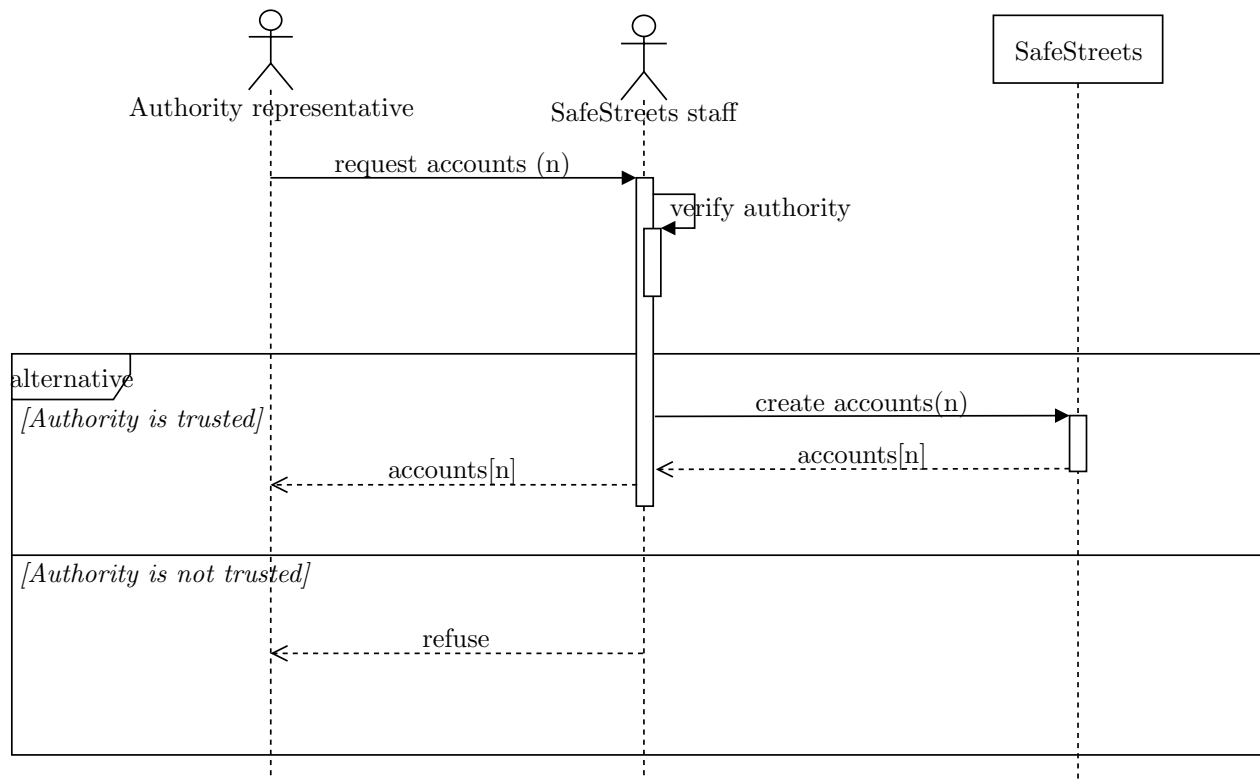 SafeStreets
Authority representative
SafeStreets staff
request accounts (n)
verify authority
alternative
[Authority is trusted]
create accounts(n)
accounts[n]
accounts[n]
[Authority is not trusted]
refuse